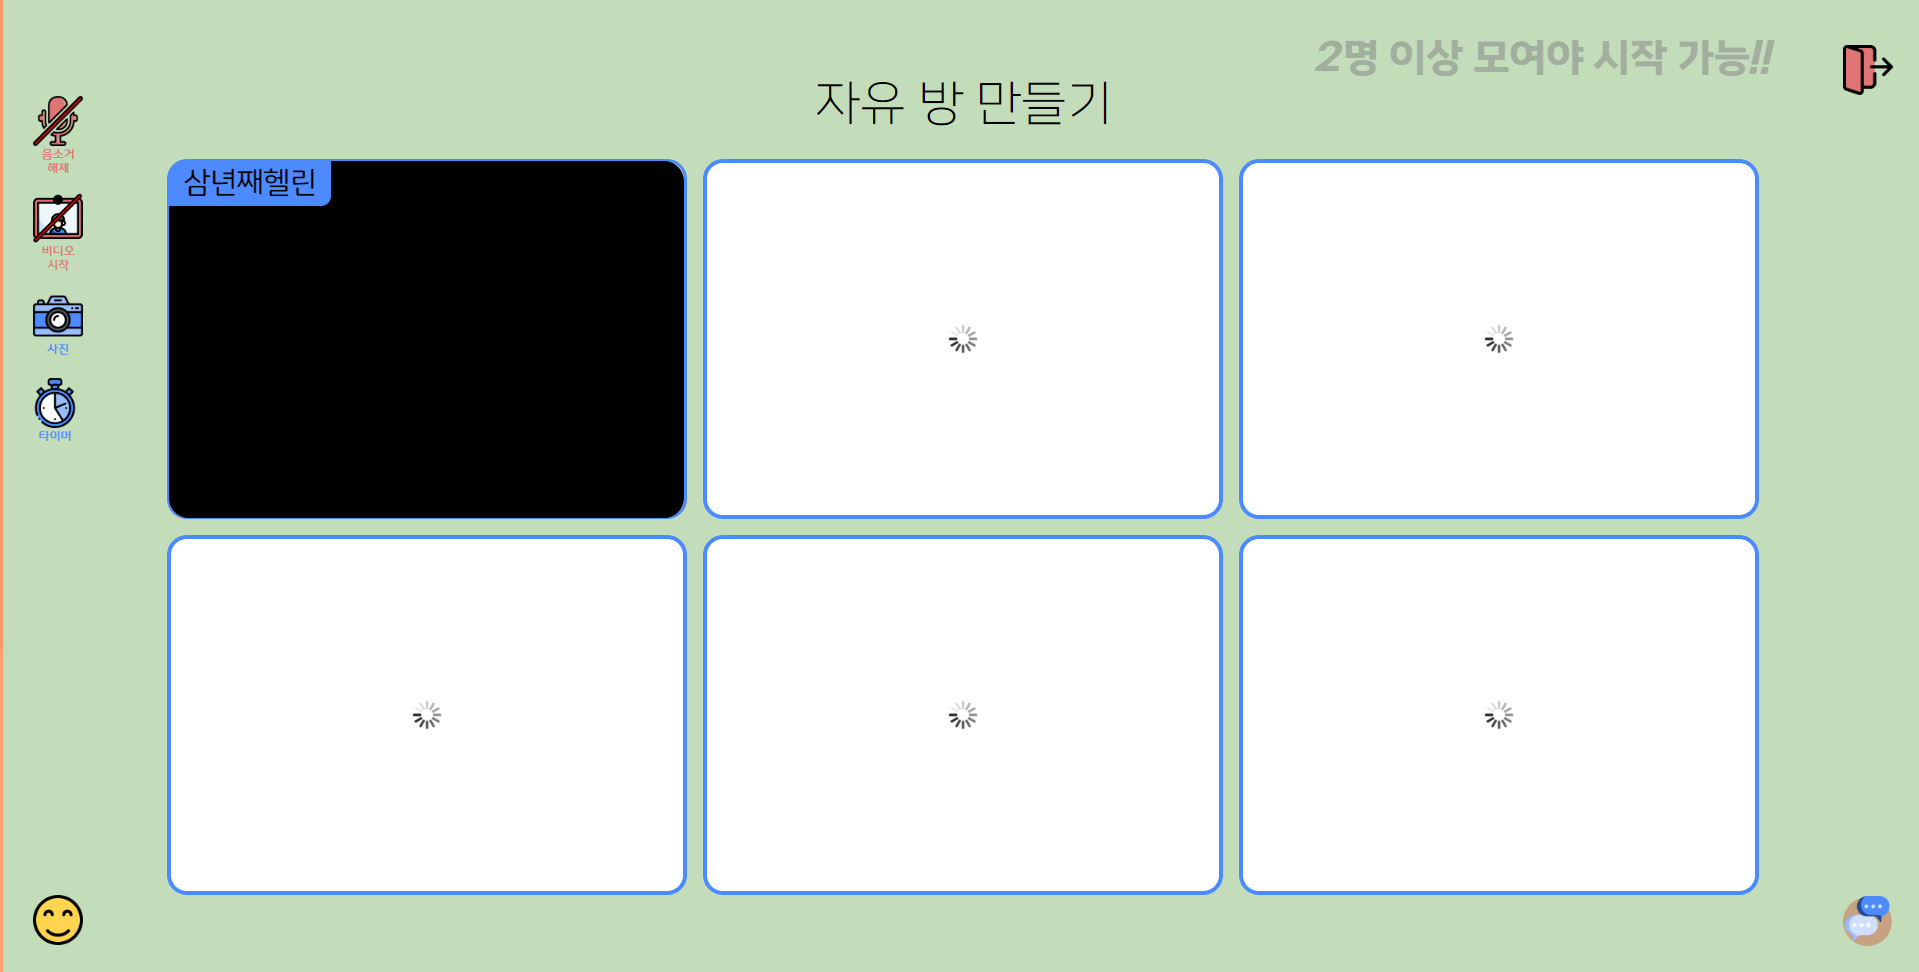 2명 이상 모여야 시작 가능!!
자유 방 만들기
음소거
해제
비디오
시작
사진
타이머
삼년째헬린